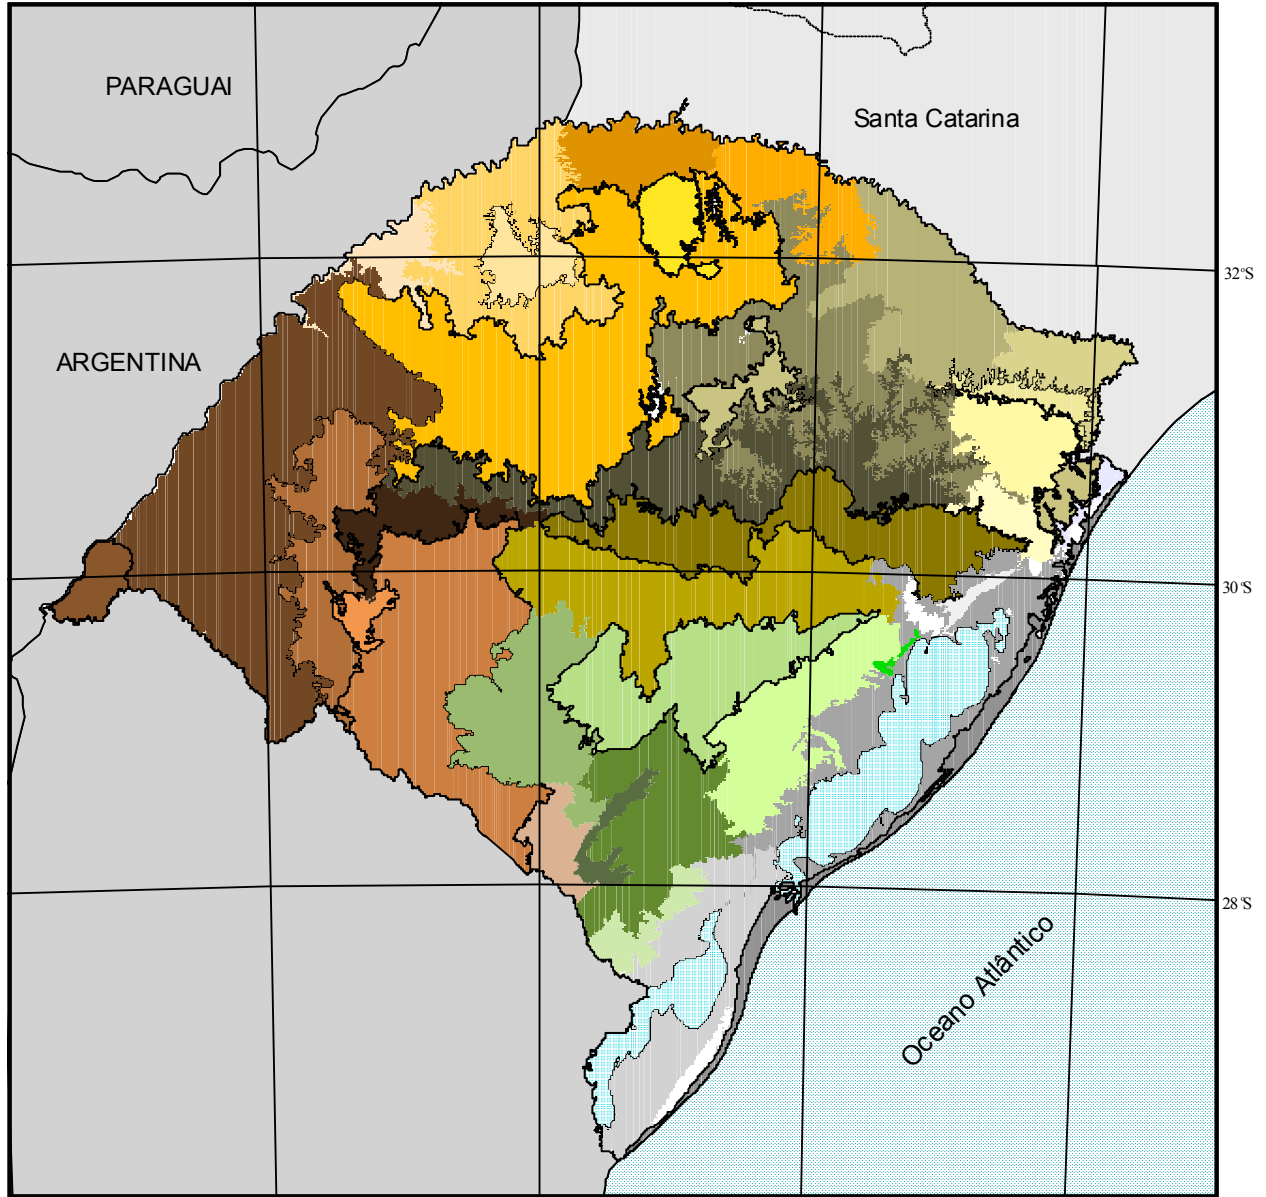 PARAGUAI
Santa Catarina
32°S
ARGENTINA
30°S
28°S
Oceano Atlântico